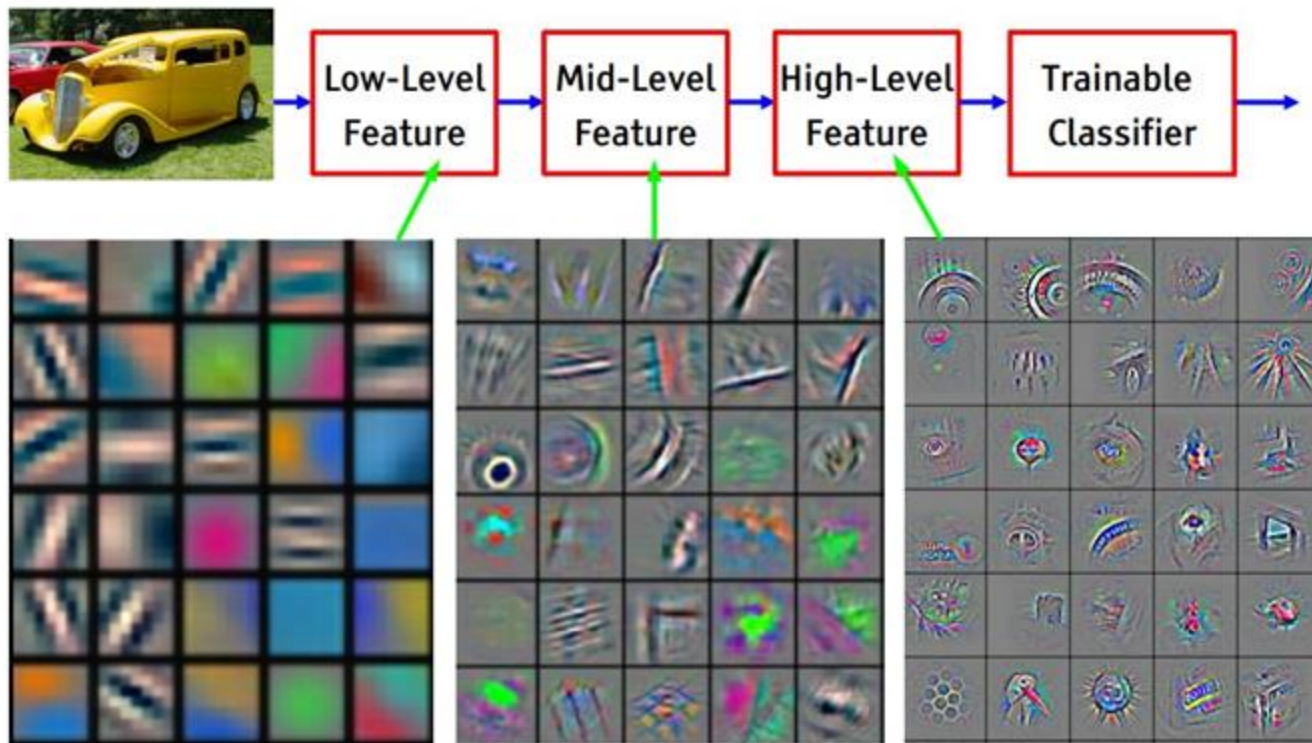 Low-Level
Feature
Mid-Level
Feature
High-Level
Feature
Trainable
Classifier